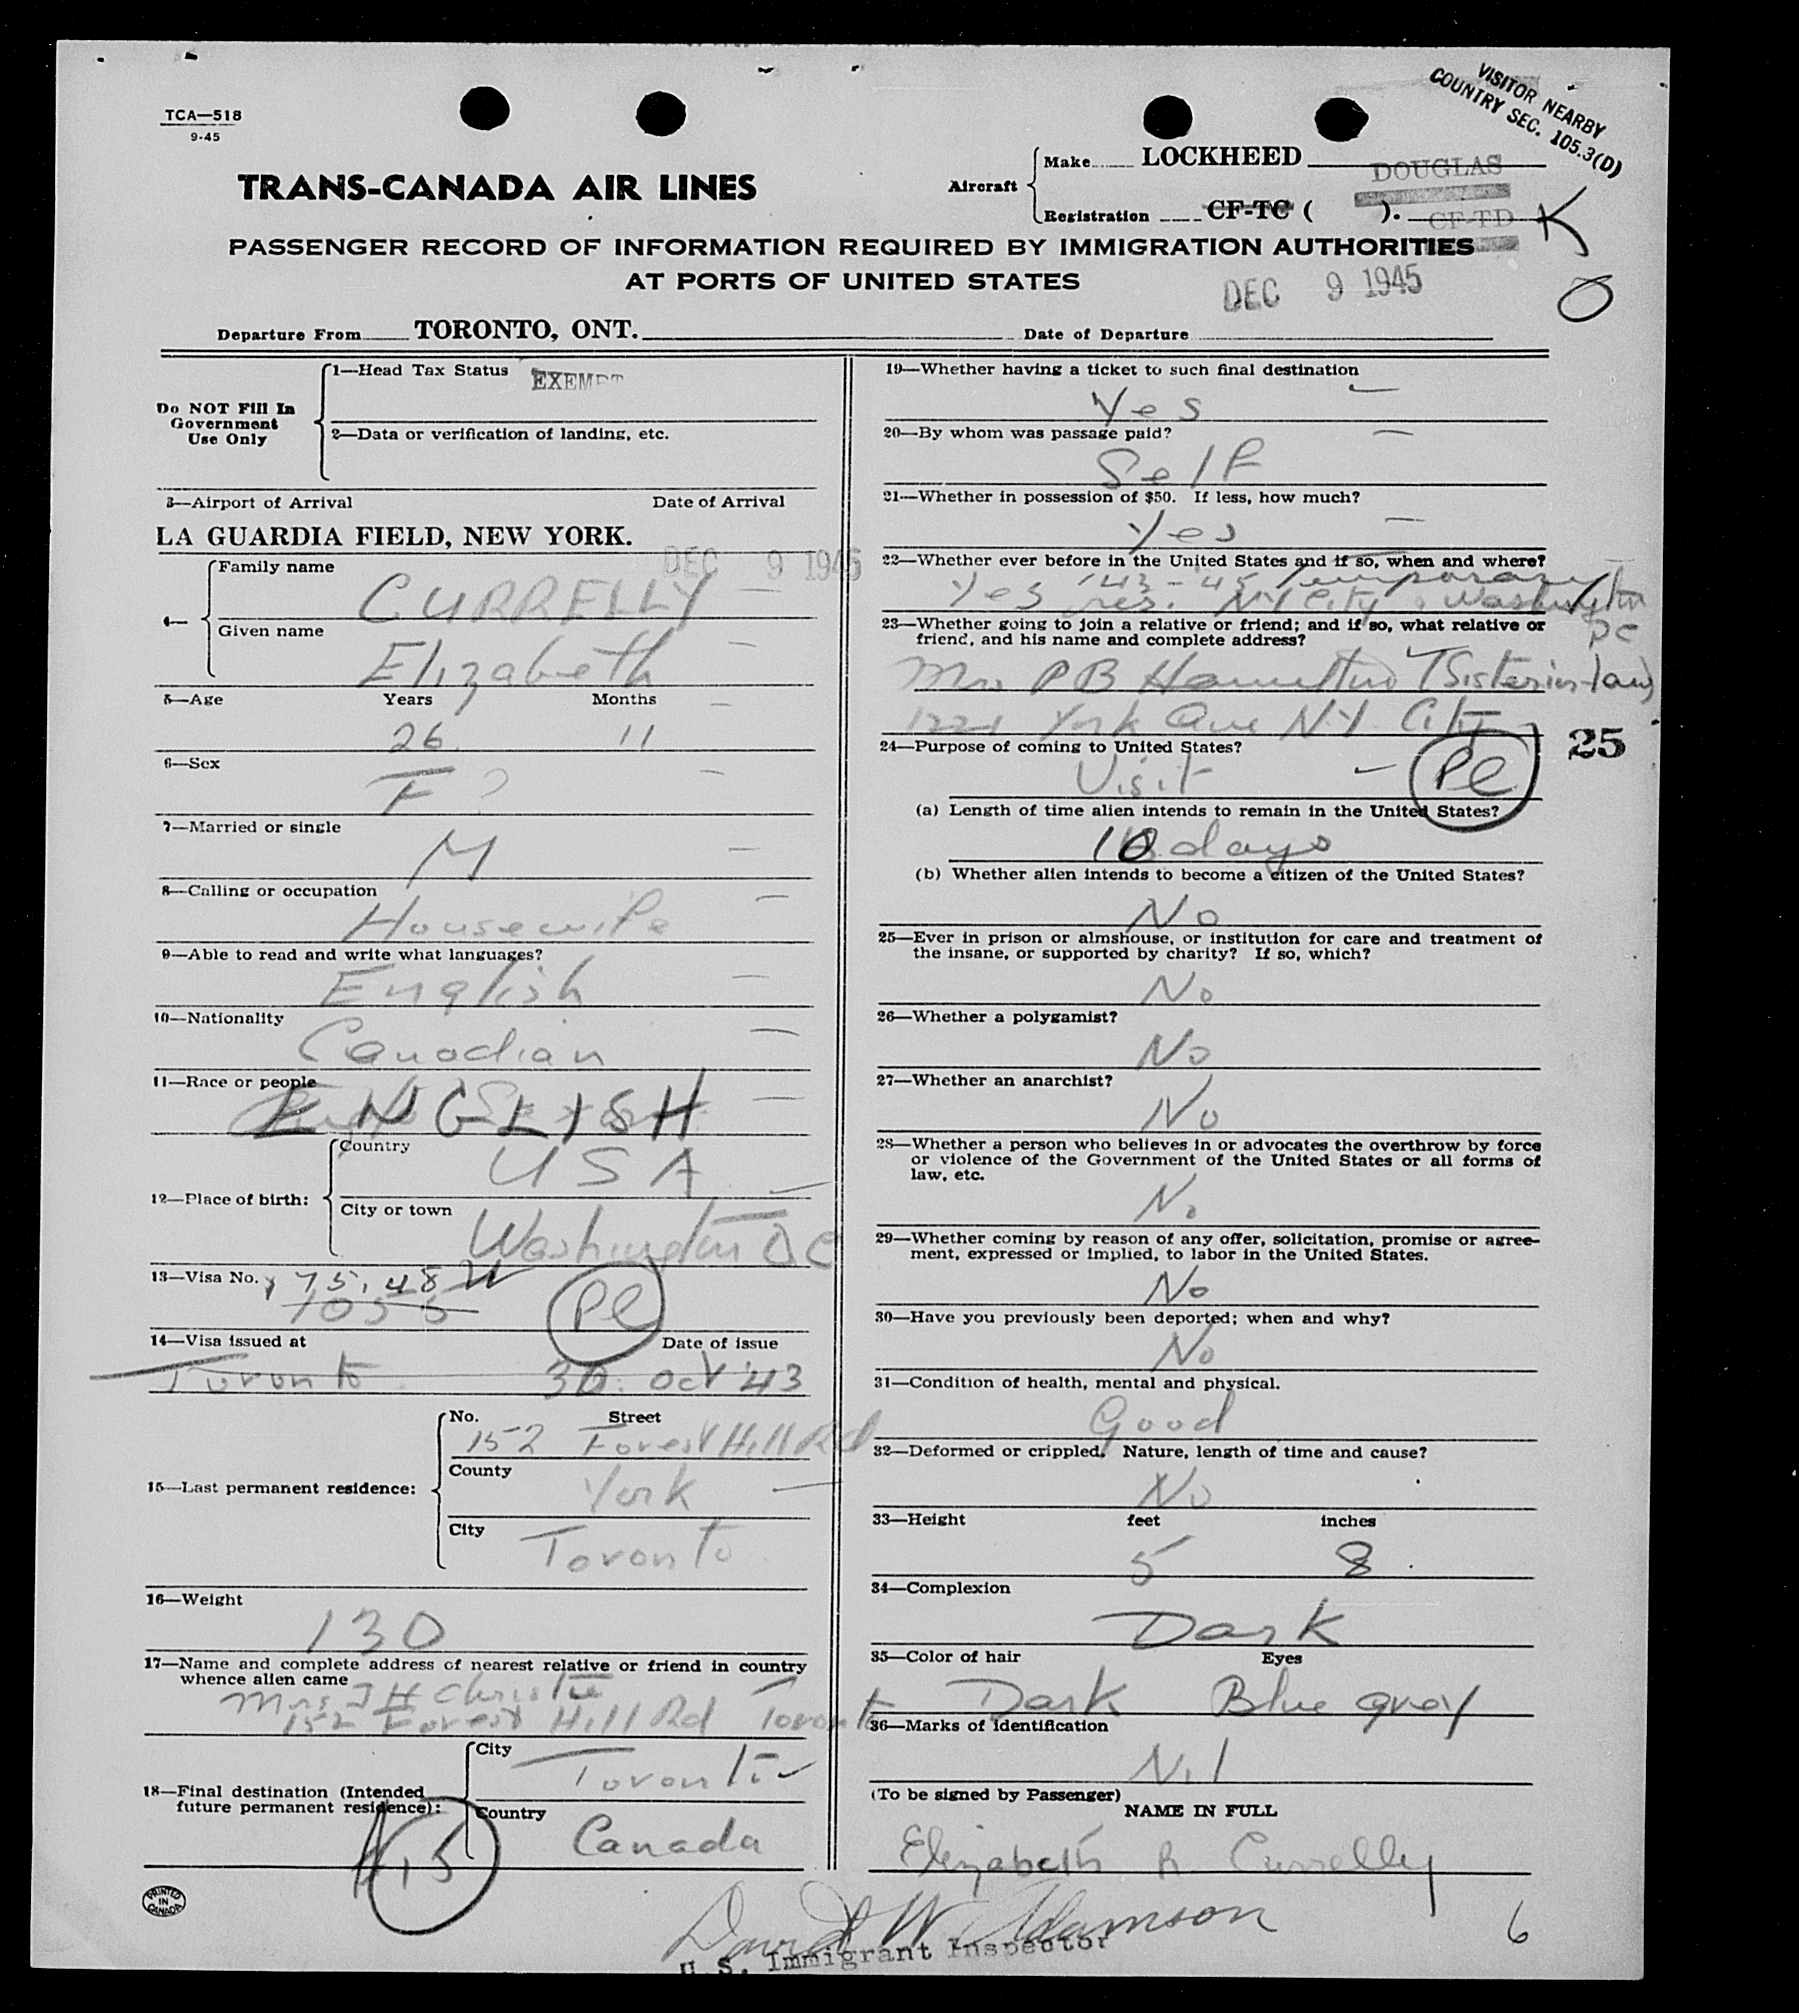 TCA—518
9-45
VISITOR NEARBY
COUNTRY SEC. 105.3(D)
TRANS-CANADA AIR LINES
Aircraft
Make LOCKHEED
DOUGLAS
Registration CF-TC ( ).
CF-TD K
PASSENGER RECORD OF INFORMATION REQUIRED BY IMMIGRATION AUTHORITIES
AT PORTS OF UNITED STATES
DEC 9 1945
Departure From TORONTO, ONT. Date of Departure
Do NOT Fill In
Government
Use Only
1—Head Tax Status EXEMPT
2—Data or verification of landing, etc.
3—Airport of Arrival Date of Arrival
LA GUARDIA FIELD, NEW YORK.
DEC 9 1945
4—
Family name
CURRELLY
Given name
Elizabeth
5—Age Years Months
26 11
6—Sex
F
7—Married or single
M
8—Calling or occupation
Housewife
9—Able to read and write what languages?
English
10—Nationality
Canadian
11—Race or people
ENGLISH
12—Place of birth:
Country
USA
City or town
Washington DC
13—Visa No. 75.48
1055
PC
14—Visa issued at Date of issue
Toronto 30. Oct '43
15—Last permanent residence:
No. Street
152 Forest Hill Rd
County
York
City
Toronto
16—Weight
130
17—Name and complete address of nearest relative or friend in country
whence alien came
Mrs J H Christie
152 Forest Hill Rd Toronto
18—Final destination (Intended
future permanent residence):
City
Toronto
Country
Canada
PRINTED
IN
CANADA
19—Whether having a ticket to such final destination
Yes
20—By whom was passage paid?
Self
21—Whether in possession of $50. If less, how much?
Yes
22—Whether ever before in the United States and if so, when and where?
Yes '43-'45 Temporary
res. NY City & Washington
DC
23—Whether going to join a relative or friend; and if so, what relative or
friend, and his name and complete address?
Mrs P B Hamilton (Sister in law)
1221 York Ave N.Y. City
25
24—Purpose of coming to United States?
Visit
PC
(a) Length of time alien intends to remain in the United States?
10 days
(b) Whether alien intends to become a citizen of the United States?
No
25—Ever in prison or almshouse, or institution for care and treatment of
the insane, or supported by charity? If so, which?
No
26—Whether a polygamist?
No
27—Whether an anarchist?
No
28—Whether a person who believes in or advocates the overthrow by force
or violence of the Government of the United States or all forms of
law, etc.
No
29—Whether coming by reason of any offer, solicitation, promise or agree-
ment, expressed or implied, to labor in the United States.
No
30—Have you previously been deported; when and why?
No
31—Condition of health, mental and physical.
Good
32—Deformed or crippled. Nature, length of time and cause?
No
33—Height feet inches
5 8
34—Complexion
Dark
35—Color of hair Eyes
Dark Blue gray
36—Marks of identification
Nil
(To be signed by Passenger)
NAME IN FULL
Elizabeth R. Currelly
David W. Adamson
U.S. Immigrant Inspector
6